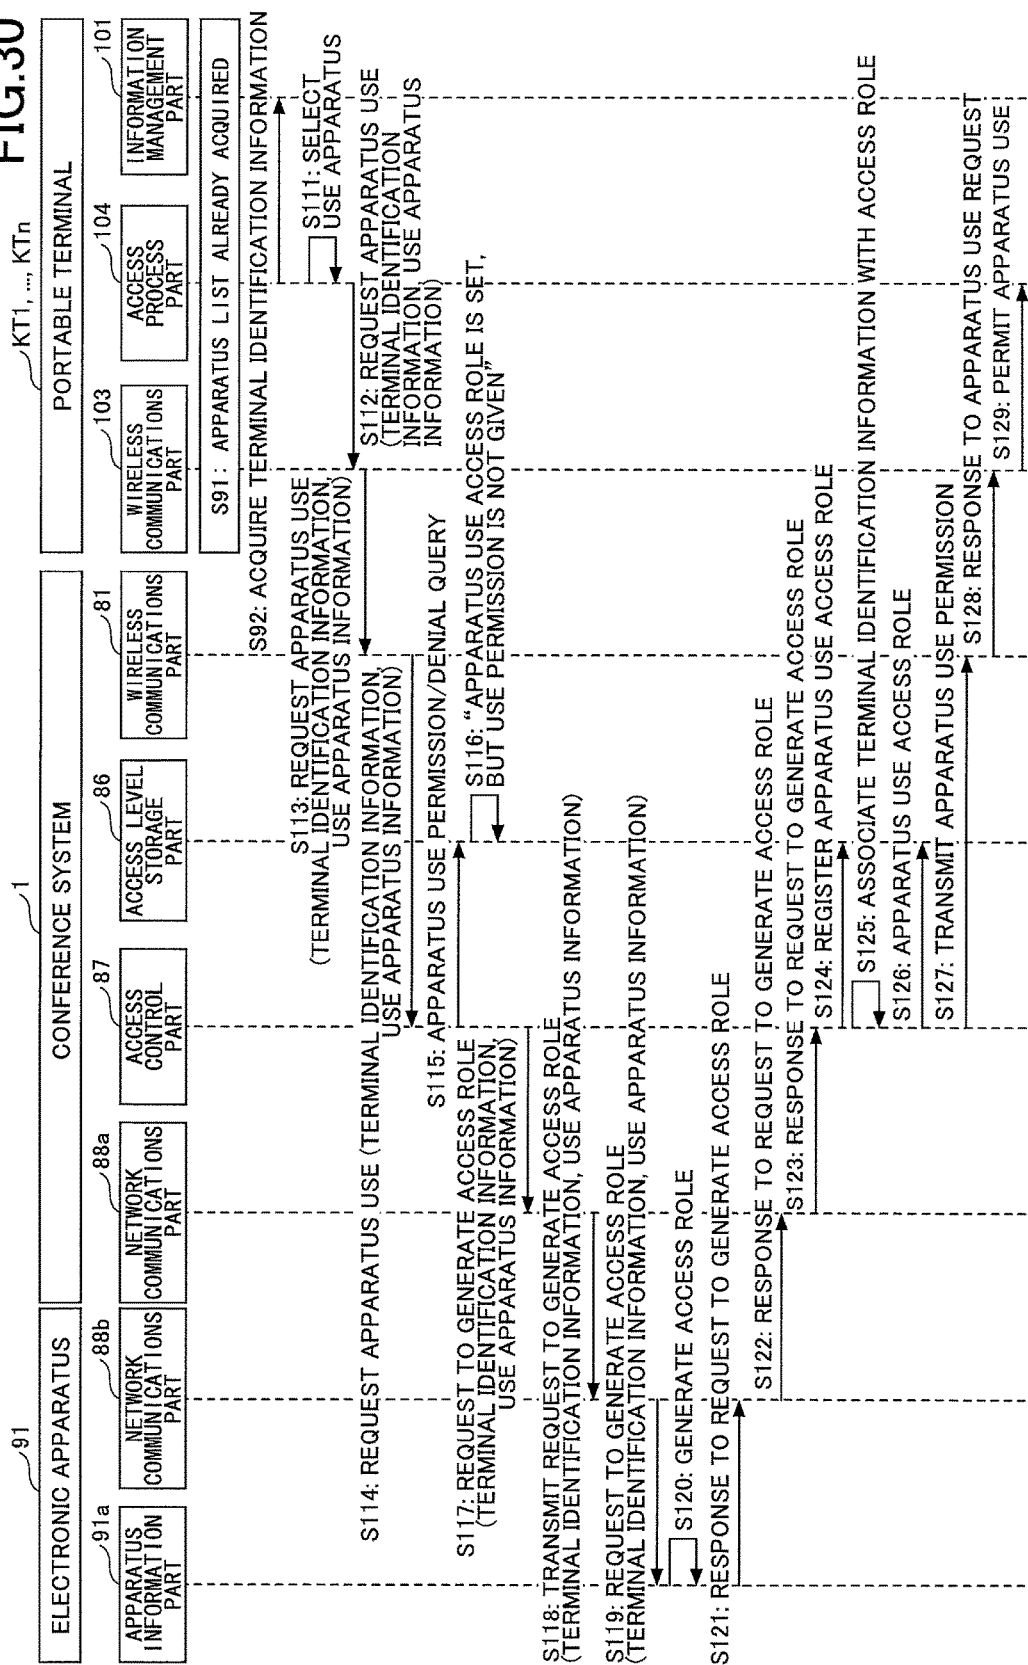 FIG.30
91
ELECTRONIC APPARATUS
1
CONFERENCE SYSTEM
KT1, ..., KTn
PORTABLE TERMINAL
91a
APPARATUS
INFORMATION
PART
88b
NETWORK
COMMUNICATIONS
PART
88a
NETWORK
COMMUNICATIONS
PART
87
ACCESS
CONTROL
PART
86
ACCESS LEVEL
STORAGE
PART
81
WIRELESS
COMMUNICATIONS
PART
103
WIRELESS
COMMUNICATIONS
PART
104
ACCESS
PROCESS
PART
101
INFORMATION
MANAGEMENT
PART
S91: APPARATUS LIST ALREADY ACQUIRED
S92: ACQUIRE TERMINAL IDENTIFICATION INFORMATION
S111: SELECT
USE APPARATUS
S112: REQUEST APPARATUS USE
(TERMINAL IDENTIFICATION
INFORMATION, USE APPARATUS
INFORMATION)
S113: REQUEST APPARATUS USE
(TERMINAL IDENTIFICATION INFORMATION,
USE APPARATUS INFORMATION)
S114: REQUEST APPARATUS USE (TERMINAL IDENTIFICATION INFORMATION,
USE APPARATUS INFORMATION)
S115: APPARATUS USE PERMISSION/DENIAL QUERY
S116: "APPARATUS USE ACCESS ROLE IS SET,
BUT USE PERMISSION IS NOT GIVEN"
S117: REQUEST TO GENERATE ACCESS ROLE
(TERMINAL IDENTIFICATION INFORMATION,
USE APPARATUS INFORMATION)
S118: TRANSMIT REQUEST TO GENERATE ACCESS ROLE
(TERMINAL IDENTIFICATION INFORMATION, USE APPARATUS INFORMATION)
S119: REQUEST TO GENERATE ACCESS ROLE
(TERMINAL IDENTIFICATION INFORMATION, USE APPARATUS INFORMATION)
S120: GENERATE ACCESS ROLE
S121: RESPONSE TO REQUEST TO GENERATE ACCESS ROLE
S122: RESPONSE TO REQUEST TO GENERATE ACCESS ROLE
S123: RESPONSE TO REQUEST TO GENERATE ACCESS ROLE
S124: REGISTER APPARATUS USE ACCESS ROLE
S125: ASSOCIATE TERMINAL IDENTIFICATION INFORMATION WITH ACCESS ROLE
S126: APPARATUS USE ACCESS ROLE
S127: TRANSMIT APPARATUS USE PERMISSION
S128: RESPONSE TO APPARATUS USE REQUEST
S129: PERMIT APPARATUS USE